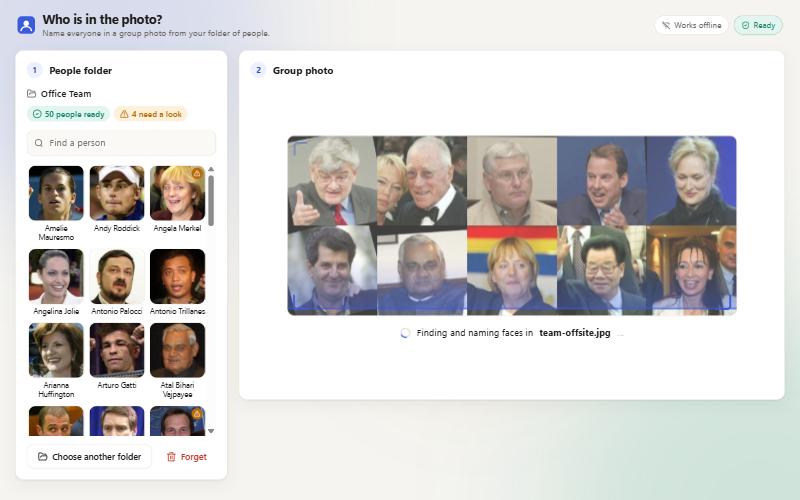 Who is in the photo?
Name everyone in a group photo from your folder of people.
Works offline
Ready
1 People folder
Office Team
50 people ready
4 need a look
Find a person
Amelie Mauresmo
Andy Roddick
Angela Merkel
Angelina Jolie
Antonio Palocci
Antonio Trillanes
Arianna Huffington
Arturo Gatti
Atal Bihari Vajpayee
Choose another folder
Forget
2 Group photo
Finding and naming faces in team-offsite.jpg ...